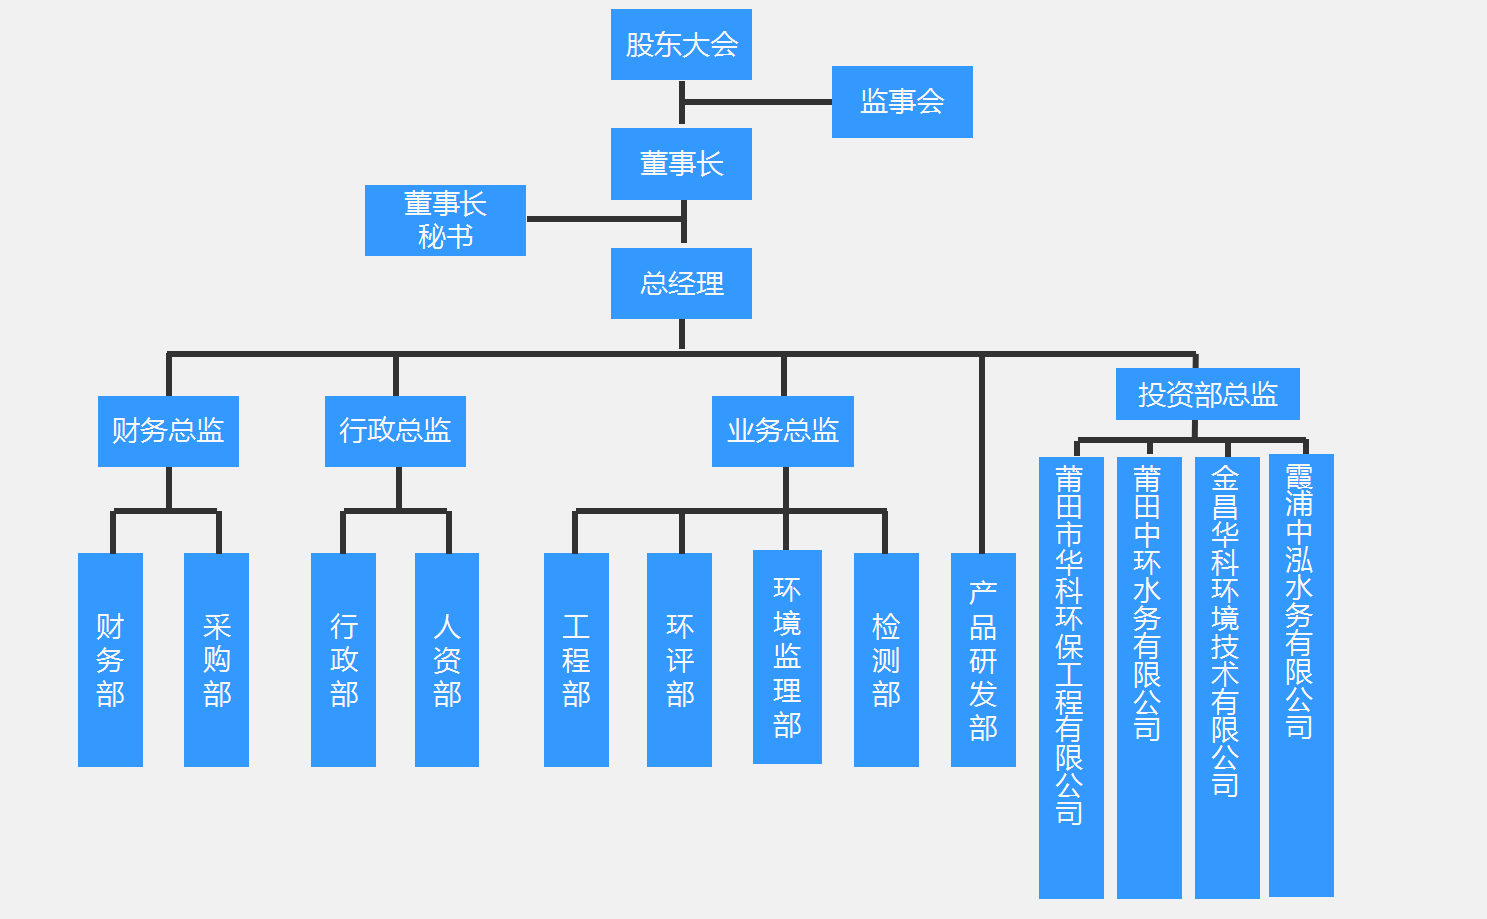 股东大会
监事会
董事长
董事长
秘书
总经理
财务总监
行政总监
业务总监
投资部总监
财务部
采购部
行政部
人资部
工程部
环评部
环境监理部
检测部
产品研发部
莆田市华科环保工程有限公司
莆田中环水务有限公司
金昌华科环境技术有限公司
霞浦中泓水务有限公司